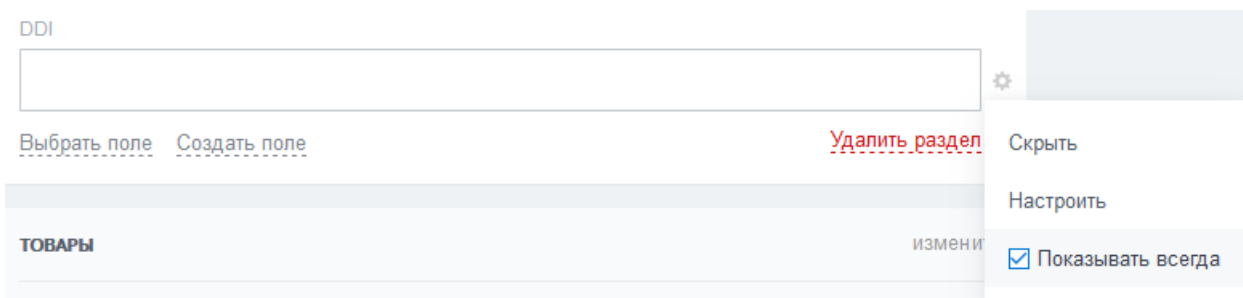 DDI
Выбрать поле Создать поле Удалить раздел
Скрыть
Настроить
ТОВАРЫ измени
Показывать всегда